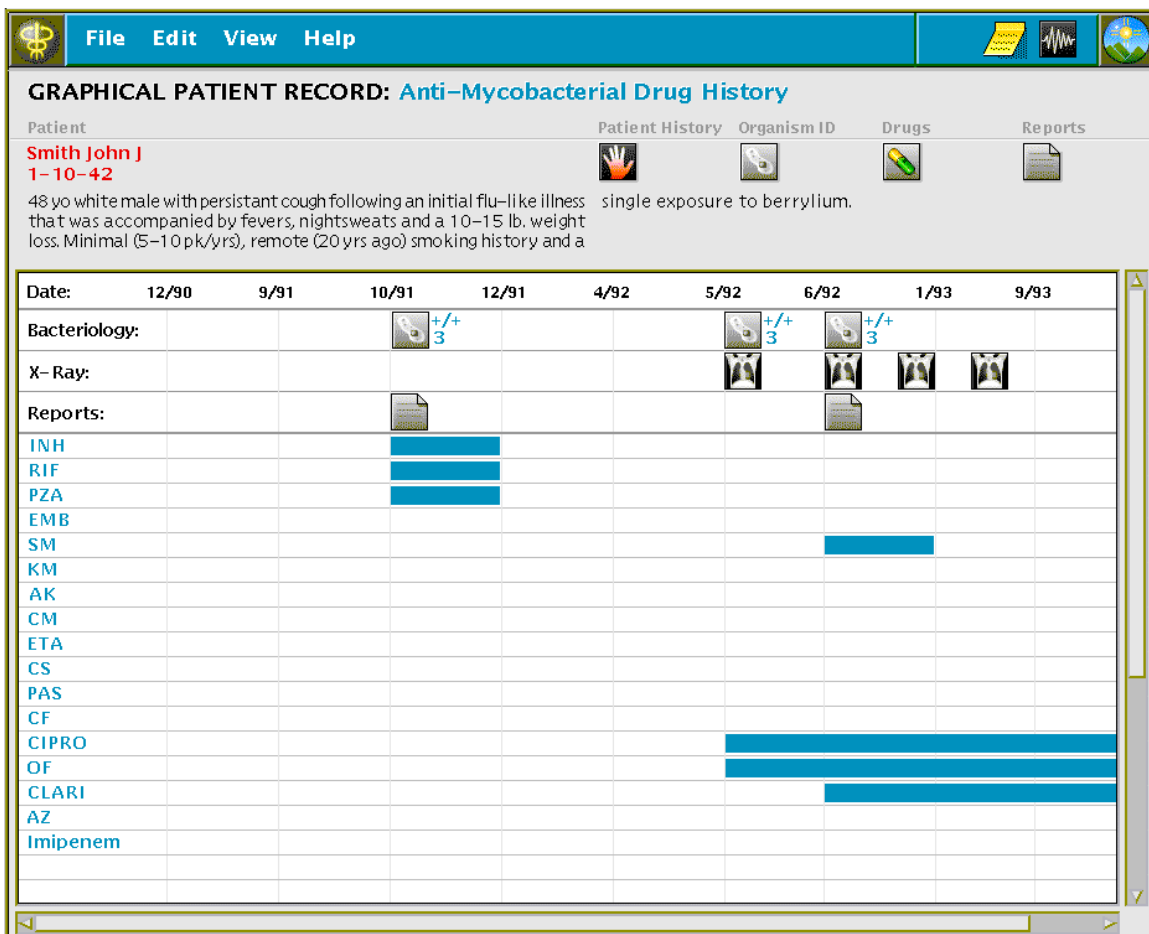 File Edit View Help
GRAPHICAL PATIENT RECORD: Anti-Mycobacterial Drug History
Patient Patient History Organism ID Drugs Reports
Smith John J
1-10-42
48 yo white male with persistant cough following an initial flu-like illness
that was accompanied by fevers, nightsweats and a 10-15 lb. weight
loss. Minimal (5-10 pk/yrs), remote (20 yrs ago) smoking history and a
single exposure to berrylium.
Date: 12/90 9/91 10/91 12/91 4/92 5/92 6/92 1/93 9/93
Bacteriology: +/+ 3 +/+ 3 +/+ 3
X-Ray:
Reports:
INH
RIF
PZA
EMB
SM
KM
AK
CM
ETA
CS
PAS
CF
CIPRO
OF
CLARI
AZ
Imipenem